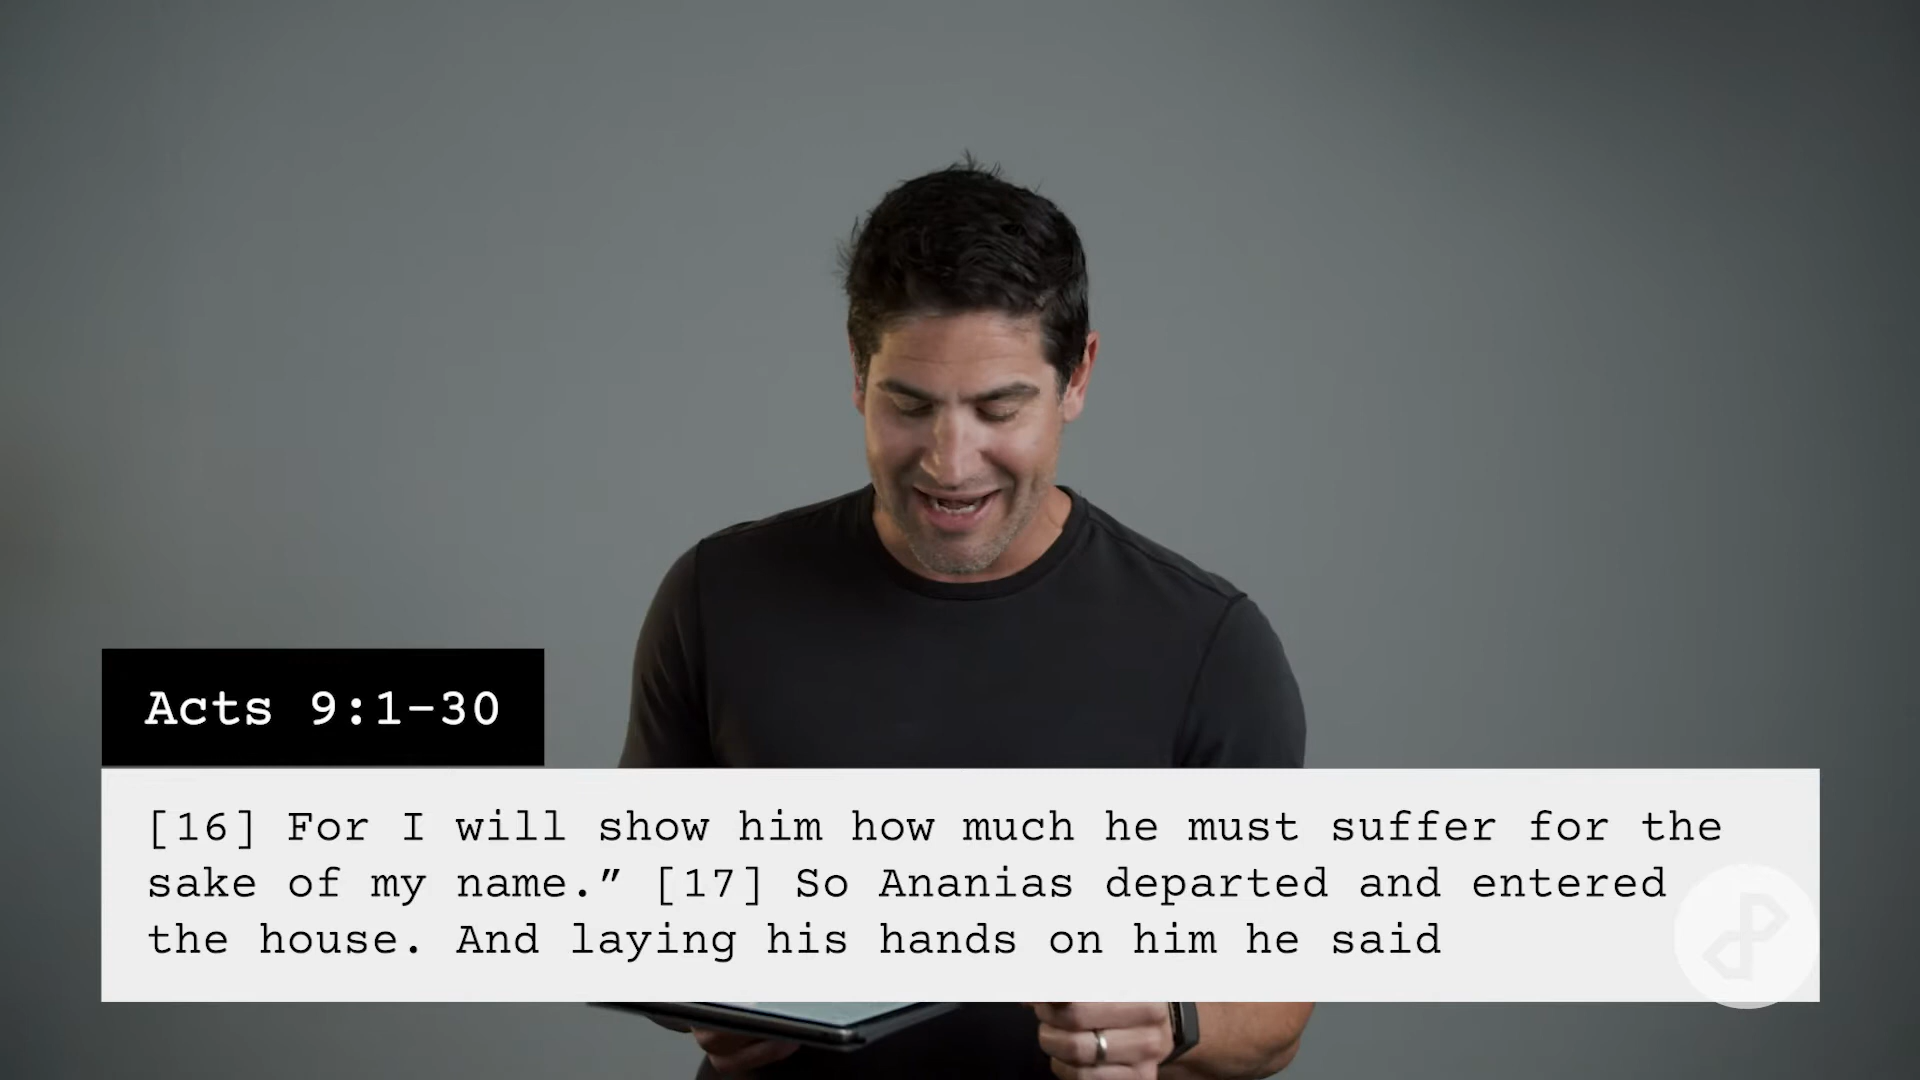 Acts 9:1–30
[16] For I will show him how much he must suffer for the
sake of my name.” [17] So Ananias departed and entered
the house. And laying his hands on him he said